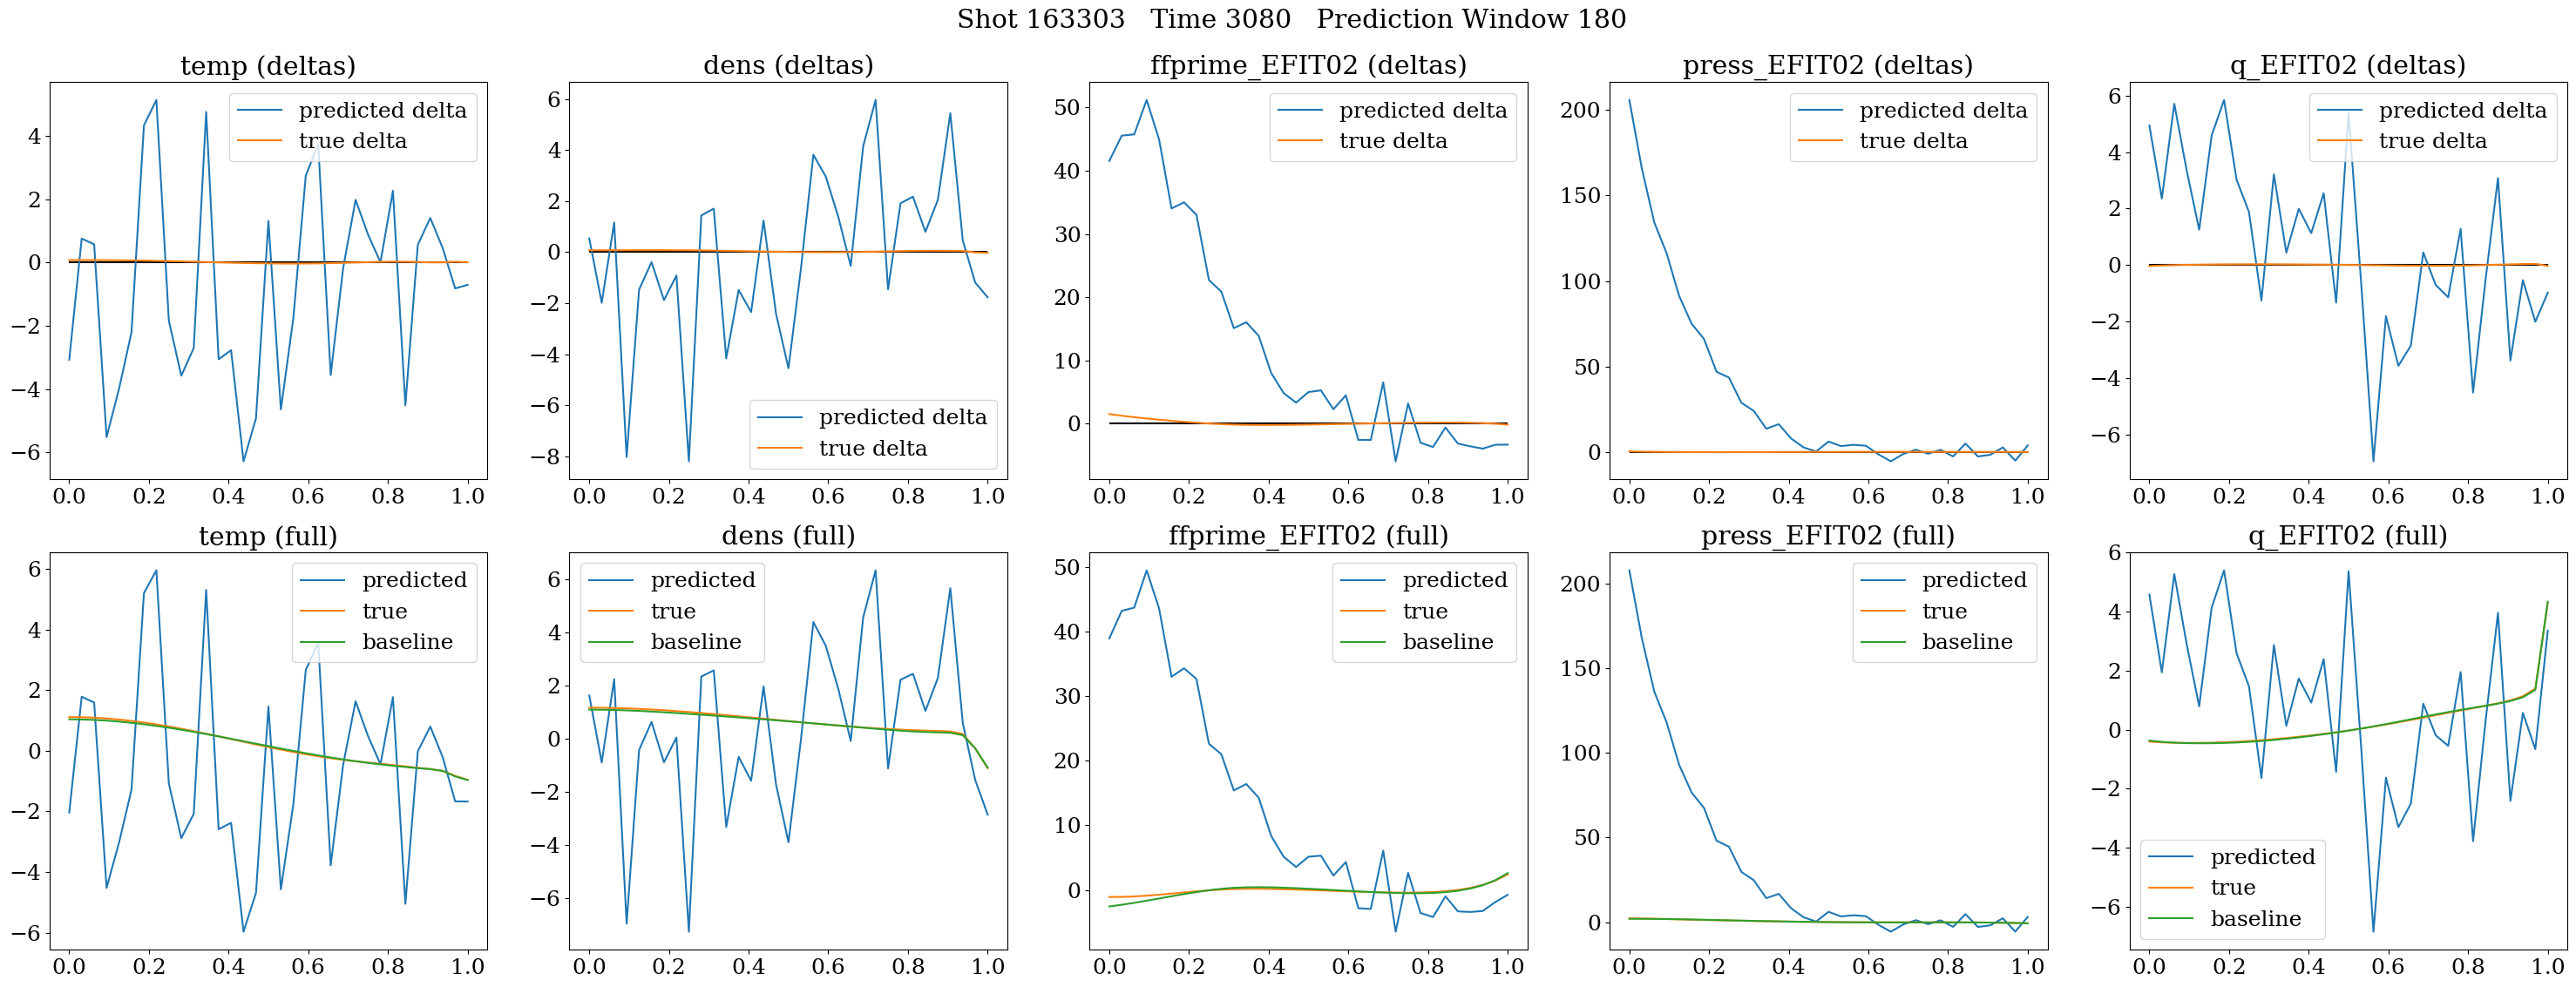 Shot 163303   Time 3080   Prediction Window 180
temp (deltas)
predicted delta
true delta
4
2
0
−2
−4
−6
0.0 0.2 0.4 0.6 0.8 1.0
dens (deltas)
predicted delta
true delta
6
4
2
0
−2
−4
−6
−8
0.0 0.2 0.4 0.6 0.8 1.0
ffprime_EFIT02 (deltas)
predicted delta
true delta
50
40
30
20
10
0
0.0 0.2 0.4 0.6 0.8 1.0
press_EFIT02 (deltas)
predicted delta
true delta
200
150
100
50
0
0.0 0.2 0.4 0.6 0.8 1.0
q_EFIT02 (deltas)
predicted delta
true delta
6
4
2
0
−2
−4
−6
0.0 0.2 0.4 0.6 0.8 1.0
temp (full)
predicted
true
baseline
6
4
2
0
−2
−4
−6
0.0 0.2 0.4 0.6 0.8 1.0
dens (full)
predicted
true
baseline
6
4
2
0
−2
−4
−6
0.0 0.2 0.4 0.6 0.8 1.0
ffprime_EFIT02 (full)
predicted
true
baseline
50
40
30
20
10
0
0.0 0.2 0.4 0.6 0.8 1.0
press_EFIT02 (full)
predicted
true
baseline
200
150
100
50
0
0.0 0.2 0.4 0.6 0.8 1.0
q_EFIT02 (full)
predicted
true
baseline
6
4
2
0
−2
−4
−6
0.0 0.2 0.4 0.6 0.8 1.0